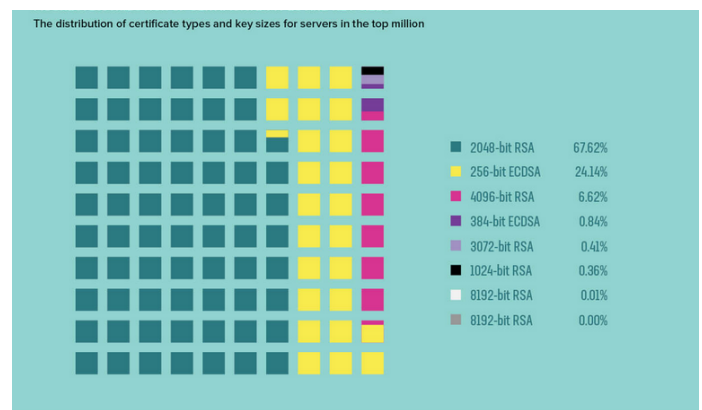 The distribution of certificate types and key sizes for servers in the top million
2048-bit RSA 67.62%
256-bit ECDSA 24.14%
4096-bit RSA 6.62%
384-bit ECDSA 0.84%
3072-bit RSA 0.41%
1024-bit RSA 0.36%
8192-bit RSA 0.01%
8192-bit RSA 0.00%